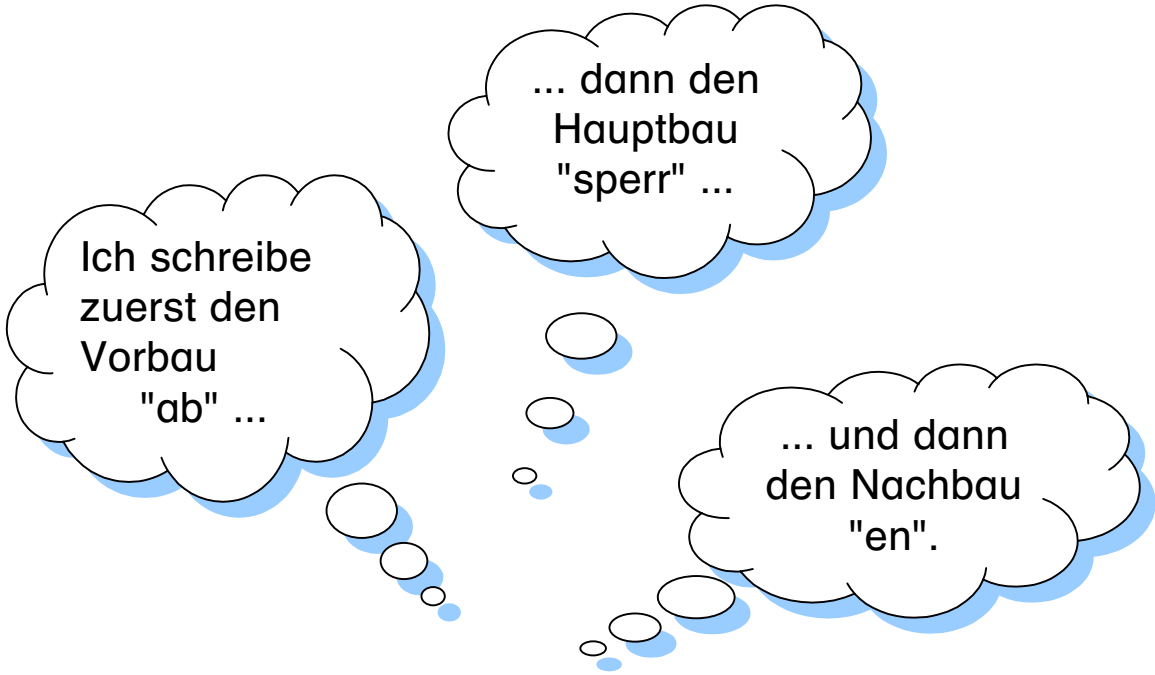 Ich schreibe
zuerst den
Vorbau
"ab" ...
... dann den
Hauptbau
"sperr" ...
... und dann
den Nachbau
"en".